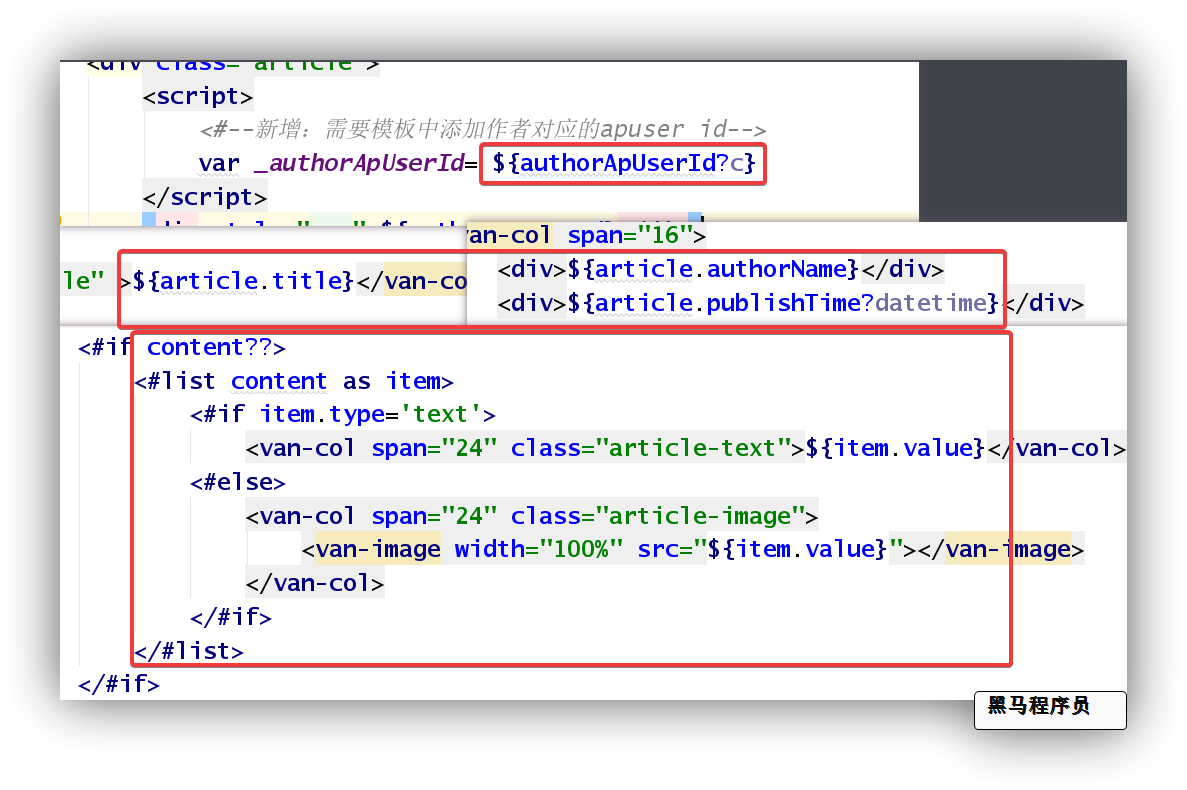 <div class="article">
<script>
<#--新增：需要模板中添加作者对应的apuser id-->
var _authorApUserId= ${authorApUserId?c}
</script>
van-col span="16">
<div>${article.authorName}</div>
le" >${article.title}</van-co
<div>${article.publishTime?datetime}</div>
<#if content??>
<#list content as item>
<#if item.type='text'>
<van-col span="24" class="article-text">${item.value}</van-col>
<#else>
<van-col span="24" class="article-image">
<van-image width="100%" src="${item.value}"></van-image>
</van-col>
</#if>
</#list>
</#if>
黑马程序员